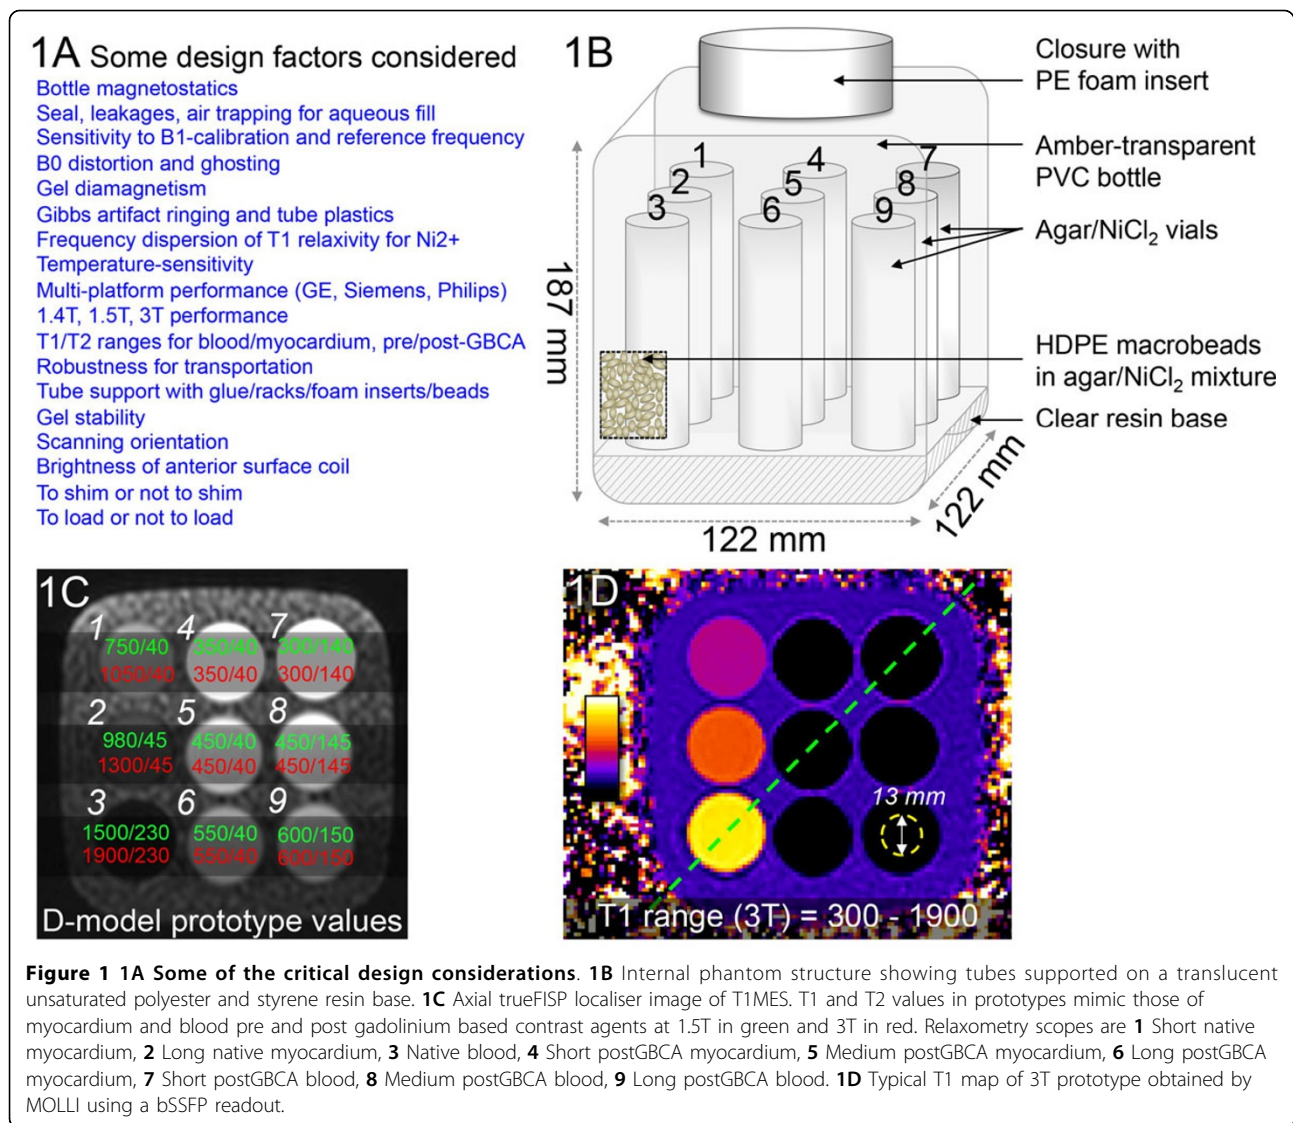 1A Some design factors considered
Bottle magnetostatics
Seal, leakages, air trapping for aqueous fill
Sensitivity to B1-calibration and reference frequency
B0 distortion and ghosting
Gel diamagnetism
Gibbs artifact ringing and tube plastics
Frequency dispersion of T1 relaxivity for Ni2+
Temperature-sensitivity
Multi-platform performance (GE, Siemens, Philips)
1.4T, 1.5T, 3T performance
T1/T2 ranges for blood/myocardium, pre/post-GBCA
Robustness for transportation
Tube support with glue/racks/foam inserts/beads
Gel stability
Scanning orientation
Brightness of anterior surface coil
To shim or not to shim
To load or not to load
1B
Closure with
PE foam insert
Amber-transparent
PVC bottle
Agar/NiCl₂ vials
HDPE macrobeads
in agar/NiCl₂ mixture
Clear resin base
1 4 7
2 5 8
3 6 9
187 mm
122 mm
122 mm
1C
1 4 7
750/40 350/40 300/140
1050/40 350/40 300/140
2 5 8
980/45 450/40 450/145
1300/45 450/40 450/145
3 6 9
1500/230 550/40 600/150
1900/230 550/40 600/150
D-model prototype values
1D
13 mm
T1 range (3T) = 300 - 1900
Figure 1 1A Some of the critical design considerations. 1B Internal phantom structure showing tubes supported on a translucent
unsaturated polyester and styrene resin base. 1C Axial trueFISP localiser image of T1MES. T1 and T2 values in prototypes mimic those of
myocardium and blood pre and post gadolinium based contrast agents at 1.5T in green and 3T in red. Relaxometry scopes are 1 Short native
myocardium, 2 Long native myocardium, 3 Native blood, 4 Short postGBCA myocardium, 5 Medium postGBCA myocardium, 6 Long postGBCA
myocardium, 7 Short postGBCA blood, 8 Medium postGBCA blood, 9 Long postGBCA blood. 1D Typical T1 map of 3T prototype obtained by
MOLLI using a bSSFP readout.